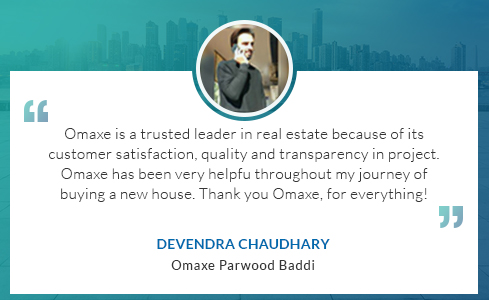 Omaxe is a trusted leader in real estate because of its
customer satisfaction, quality and transparency in project.
Omaxe has been very helpfu throughout my journey of
buying a new house. Thank you Omaxe, for everything!
DEVENDRA CHAUDHARY
Omaxe Parwood Baddi